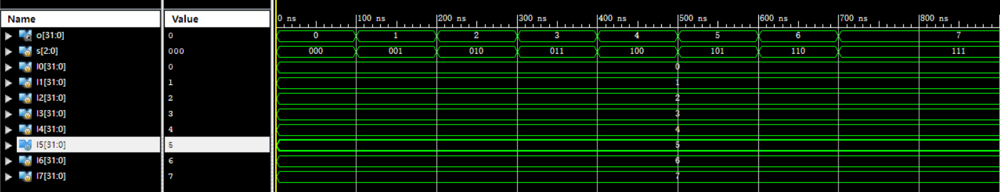 Name Value 0 ns 100 ns 200 ns 300 ns 400 ns 500 ns 600 ns 700 ns 800 ns
o[31:0] 0 0 1 2 3 4 5 6 7
s[2:0] 000 000 001 010 011 100 101 110 111
I0[31:0] 0 0
I1[31:0] 1 1
I2[31:0] 2 2
I3[31:0] 3 3
I4[31:0] 4 4
I5[31:0] 5 5
I6[31:0] 6 6
I7[31:0] 7 7